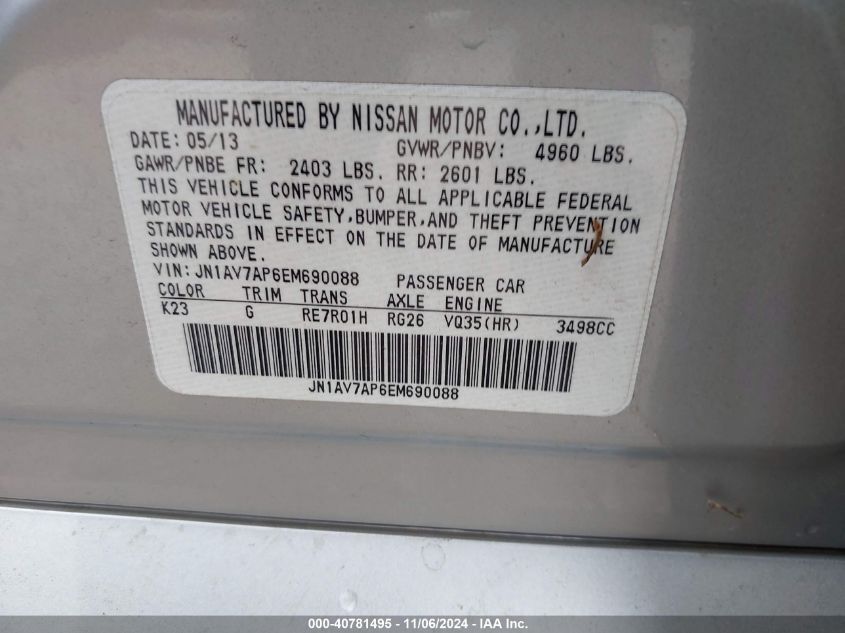 MANUFACTURED BY NISSAN MOTOR CO.,LTD.
DATE: 05/13 GVWR/PNBV: 4960 LBS.
GAWR/PNBE FR: 2403 LBS. RR: 2601 LBS.
THIS VEHICLE CONFORMS TO ALL APPLICABLE FEDERAL
MOTOR VEHICLE SAFETY,BUMPER,AND THEFT PREVENTION
STANDARDS IN EFFECT ON THE DATE OF MANUFACTURE
SHOWN ABOVE.
VIN: JN1AV7AP6EM690088 PASSENGER CAR
COLOR TRIM TRANS AXLE ENGINE
K23 G RE7R01H RG26 VQ35(HR) 3498CC
JN1AV7AP6EM690088
000-40781495 - 11/06/2024 - IAA Inc.